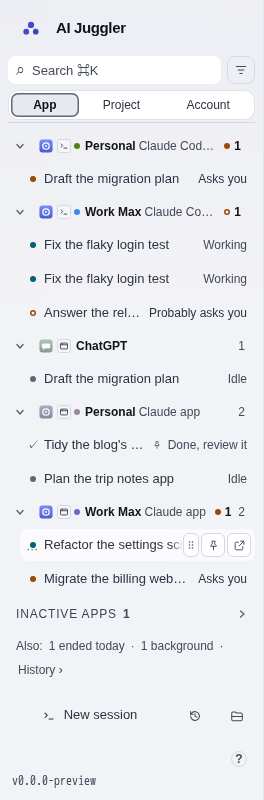 AI Juggler
Search ⌘K
App Project Account
Personal Claude Cod… 1
Draft the migration plan Asks you
Work Max Claude Co… 1
Fix the flaky login test Working
Fix the flaky login test Working
Answer the rel… Probably asks you
ChatGPT 1
Draft the migration plan Idle
Personal Claude app 2
Tidy the blog's … Done, review it
Plan the trip notes app Idle
Work Max Claude app 1 2
Refactor the settings
Migrate the billing web… Asks you
INACTIVE APPS 1
Also: 1 ended today · 1 background ·
History ›
New session
?
v0.0.0-preview